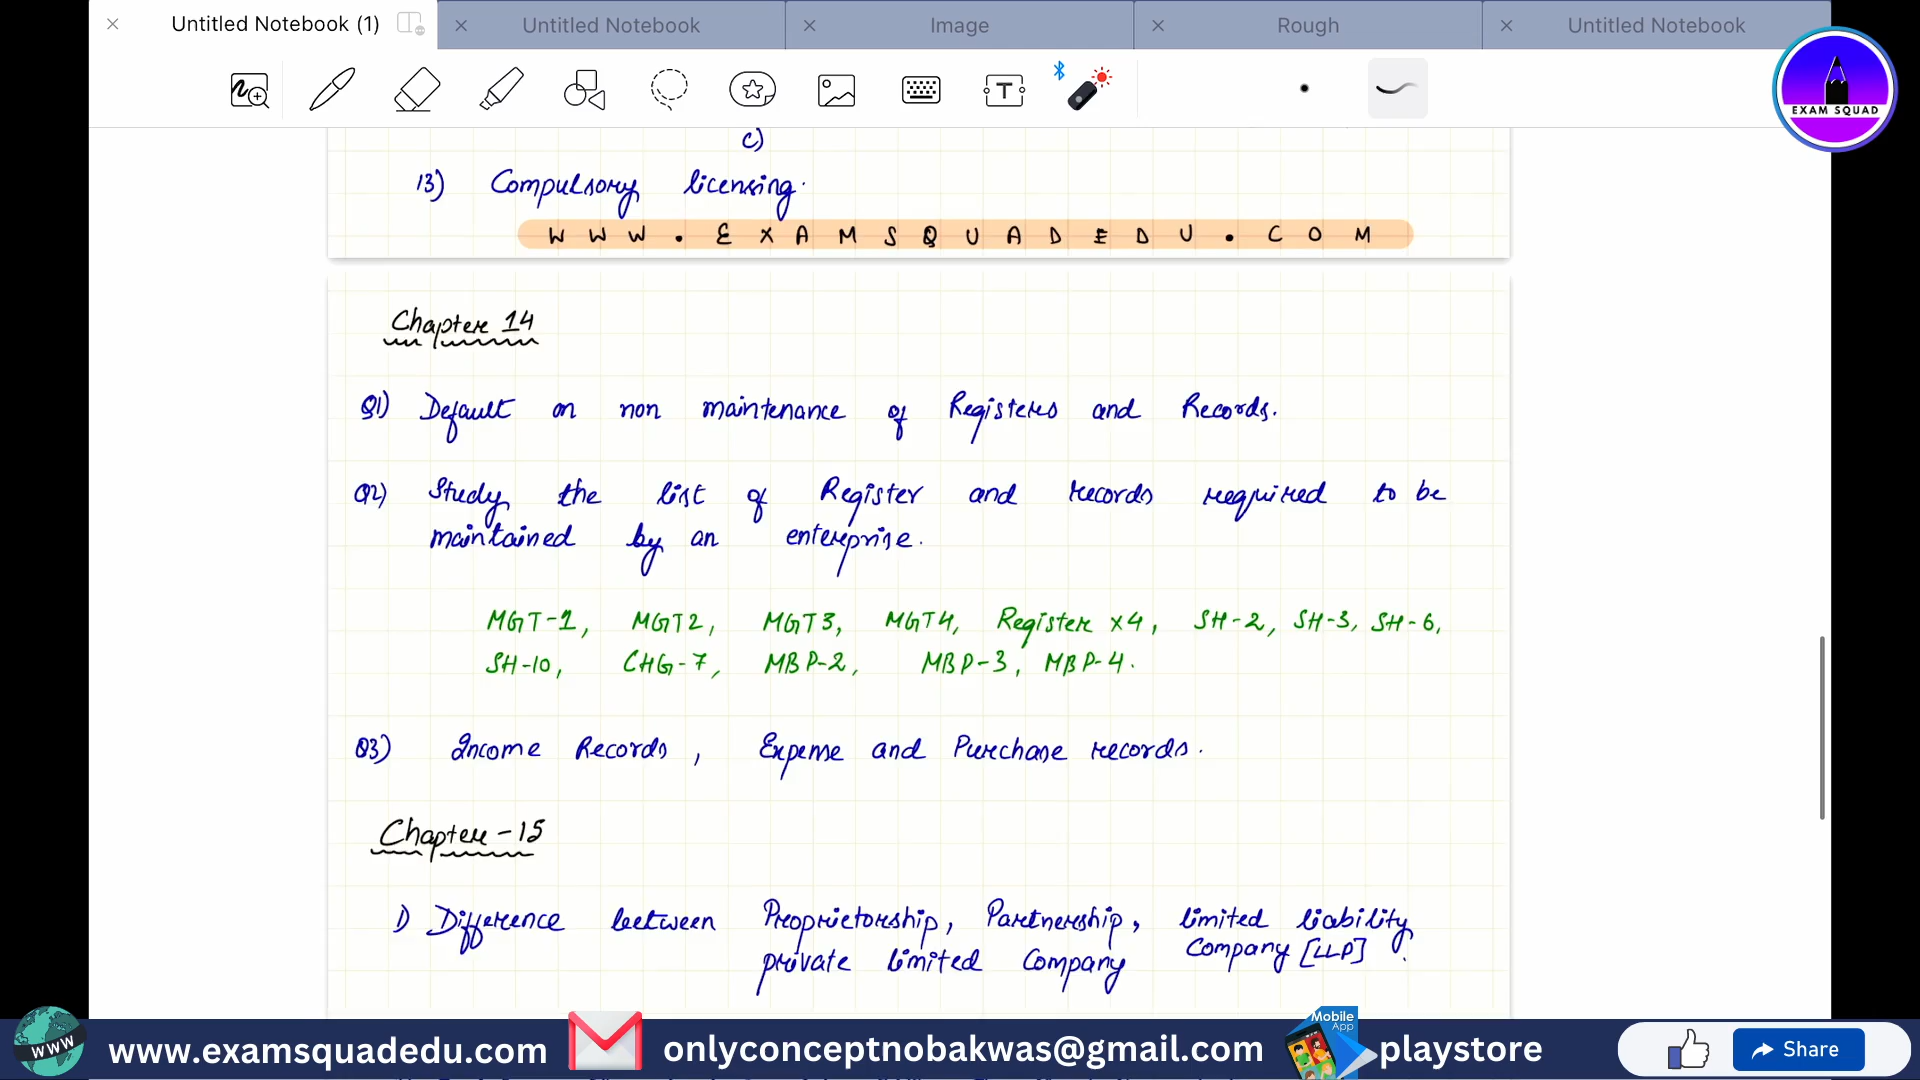 Untitled Notebook (1)
Untitled Notebook
Image
Rough
Untitled Notebook
T
EXAM SQUAD
c)
13) Compulsory licensing.
WWW.EXAMSQUADEDU.COM
Chapter 14
Q1) Default on non maintenance of Registers and Records.
Q2) Study the list of Register and records required to be
maintained by an enterprise.
MGT-1, MGT2, MGT3, MGT4, Register x4, SH-2, SH-3, SH-6,
SH-10, CHG-7, MBP-2, MBP-3, MBP-4.
Q3) Income Records, Expense and Purchase records.
Chapter-15
1) Difference between Proprietorship, Partnership, limited liability
Company [LLP].
private limited Company
www
www.examsquadedu.com
onlyconceptnobakwas@gmail.com
Mobile
App
playstore
Share